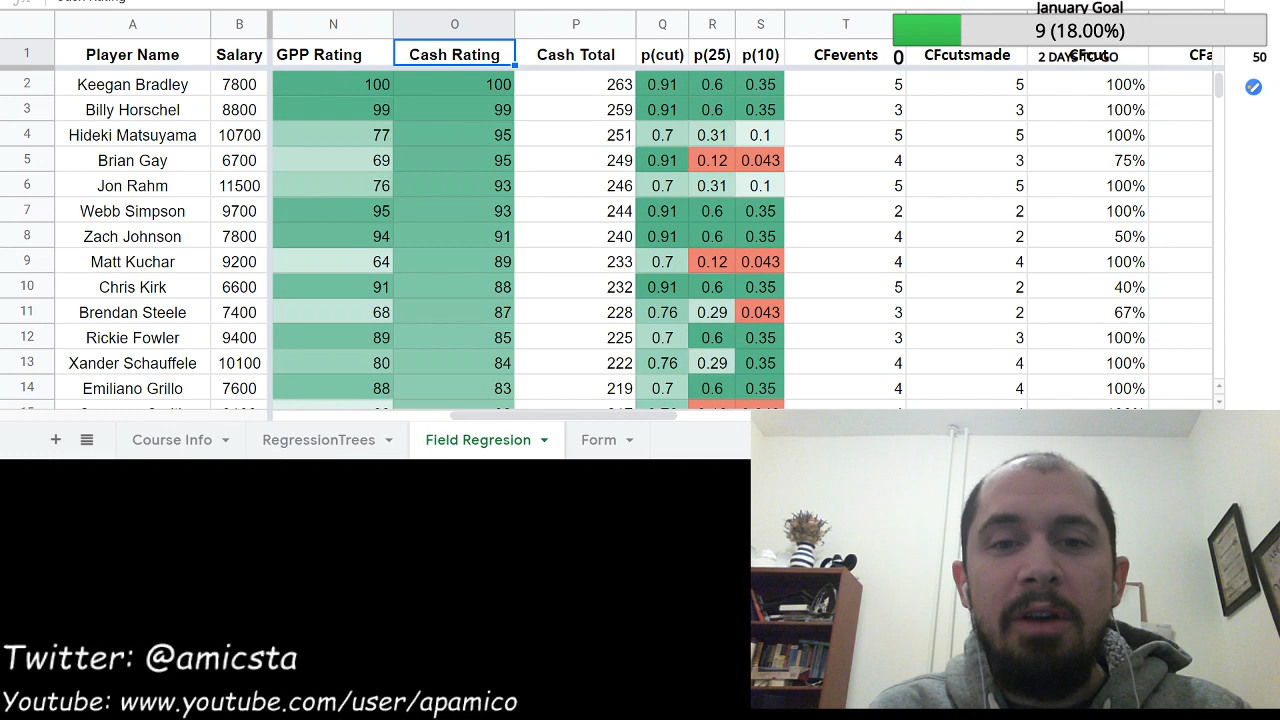 January Goal
9 (18.00%)
0 2 DAYS TO GO 50
A B N O P Q R S T
1 Player Name Salary GPP Rating Cash Rating Cash Total p(cut) p(25) p(10) CFevents CFcutsmade CFcut CFa
2 Keegan Bradley 7800 100 100 263 0.91 0.6 0.35 5 5 100%
3 Billy Horschel 8800 99 99 259 0.91 0.6 0.35 3 3 100%
4 Hideki Matsuyama 10700 77 95 251 0.7 0.31 0.1 5 5 100%
5 Brian Gay 6700 69 95 249 0.91 0.12 0.043 4 3 75%
6 Jon Rahm 11500 76 93 246 0.7 0.31 0.1 5 5 100%
7 Webb Simpson 9700 95 93 244 0.91 0.6 0.35 2 2 100%
8 Zach Johnson 7800 94 91 240 0.91 0.6 0.35 4 2 50%
9 Matt Kuchar 9200 64 89 233 0.7 0.12 0.043 4 4 100%
10 Chris Kirk 6600 91 88 232 0.91 0.6 0.35 5 2 40%
11 Brendan Steele 7400 68 87 228 0.76 0.29 0.043 3 2 67%
12 Rickie Fowler 9400 89 85 225 0.7 0.6 0.35 3 3 100%
13 Xander Schauffele 10100 80 84 222 0.76 0.29 0.35 4 4 100%
14 Emiliano Grillo 7600 88 83 219 0.7 0.6 0.35 4 4 100%
+ Course Info RegressionTrees Field Regresion Form
Twitter: @amicsta
Youtube: www.youtube.com/user/apamico